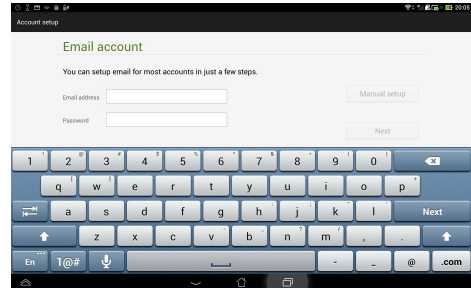 20:05
Account setup
Email account
You can setup email for most accounts in just a few steps.
Email address
Manual setup
Password
Next
1 2 3 4 5 6 7 8 9 0
q w e r t y u i o p
a s d f g h j k l Next
z x c v b n m , .
En 1@# - _ @ .com